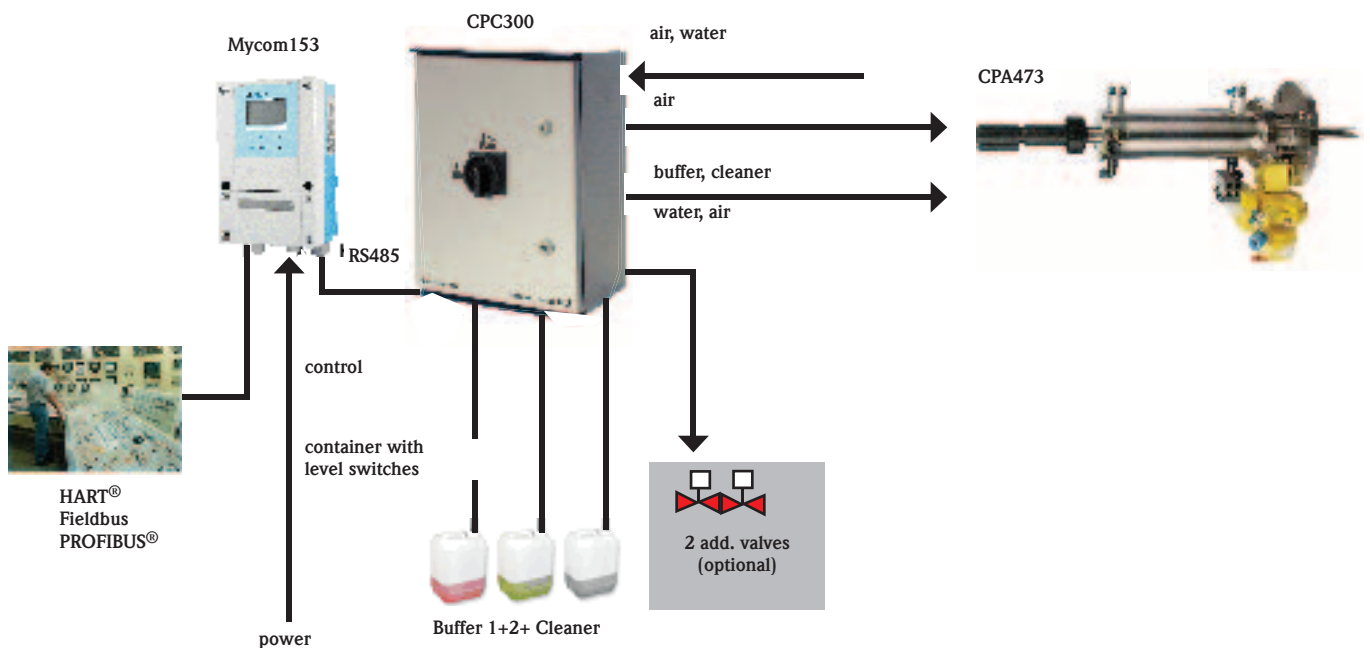 CPC300
Mycom153
air, water
CPA473
air
buffer, cleaner
water, air
RS485
control
container with
level switches
HART®
Fieldbus
PROFIBUS®
2 add. valves
(optional)
Buffer 1+2+ Cleaner
power